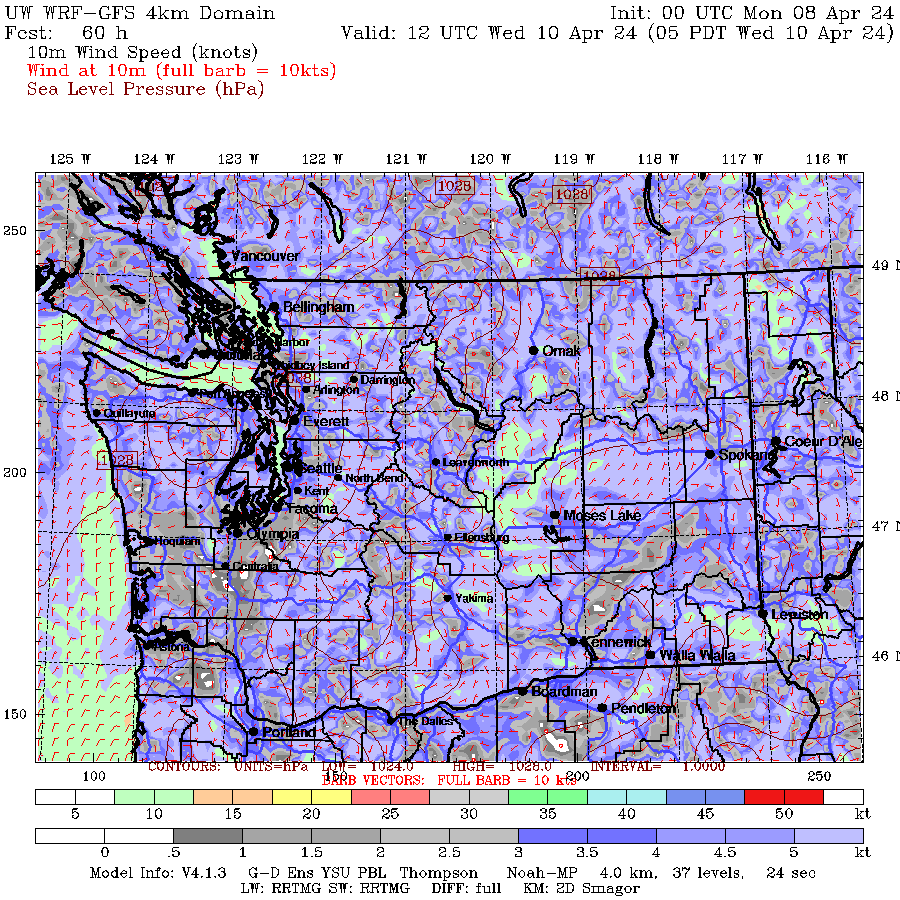 UW WRF-GFS 4km Domain Init: 00 UTC Mon 08 Apr 24
Fcst: 60 h Valid: 12 UTC Wed 10 Apr 24 (05 PDT Wed 10 Apr 24)
10m Wind Speed (knots)
Wind at 10m (full barb = 10kts)
Sea Level Pressure (hPa)
125 W 124 W 123 W 122 W 121 W 120 W 119 W 118 W 117 W 116 W
1028 1028
250
Vancouver
49 N
1028
Bellingham
Harbor
Omak
Whidbey Island
Darrington
Arlington
48 N
Quillayute
Everett
Coeur D'Ale
Spokane
1028
Leavenworth
200
Seattle
North Bend
Kent
Tacoma
Moses Lake
47 N
Olympia
Hoquiam
Ellensburg
Centralia
Yakima
Lewiston
Kennewick
Astoria
Walla Walla
46 N
Boardman
Pendleton
150
The Dalles
Portland
CONTOURS: UNITS=hPa LOW= 1024.0 HIGH= 1028.0 INTERVAL= 1.0000
100 150 200 250
BARB VECTORS: FULL BARB = 10 kts
5 10 15 20 25 30 35 40 45 50 kt
0 .5 1 1.5 2 2.5 3 3.5 4 4.5 5 kt
Model Info: V4.1.3 G-D Ens YSU PBL Thompson Noah-MP 4.0 km, 37 levels, 24 sec
LW: RRTMG SW: RRTMG DIFF: full KM: 2D Smagor